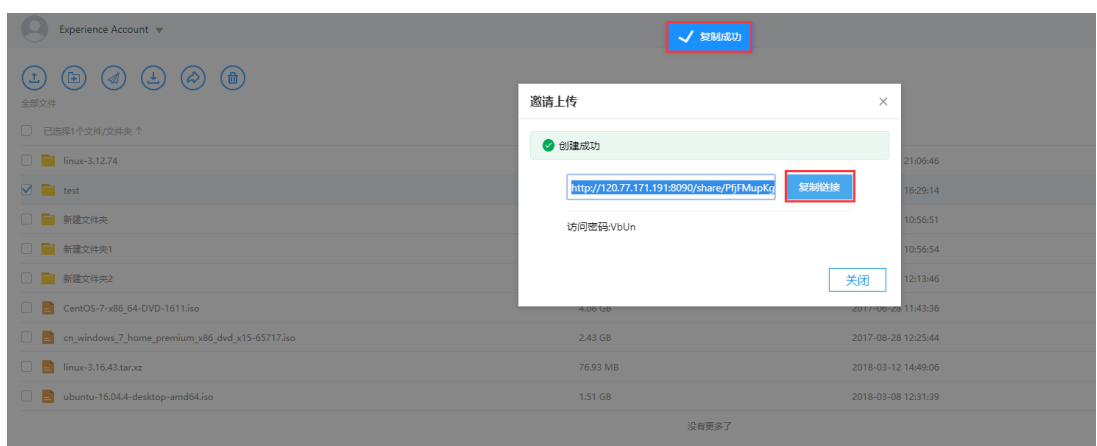 Experience Account
复制成功
全部文件
已选择1个文件/文件夹
邀请上传
创建成功
http://120.77.171.191:8090/share/PfjFMupKg
复制链接
访问密码:VbUn
关闭
linux-3.12.74 21:06:46
test 16:29:14
新建文件夹 10:56:51
新建文件夹1 10:56:54
新建文件夹2 12:13:46
CentOS-7-x86_64-DVD-1611.iso 4.08 GB 2017-06-28 11:43:36
cn_windows_7_home_premium_x86_dvd_x15-65717.iso 2.43 GB 2017-08-28 12:25:44
linux-3.16.43.tar.xz 76.93 MB 2018-03-12 14:49:06
ubuntu-16.04.4-desktop-amd64.iso 1.51 GB 2018-03-08 12:31:39
没有更多了